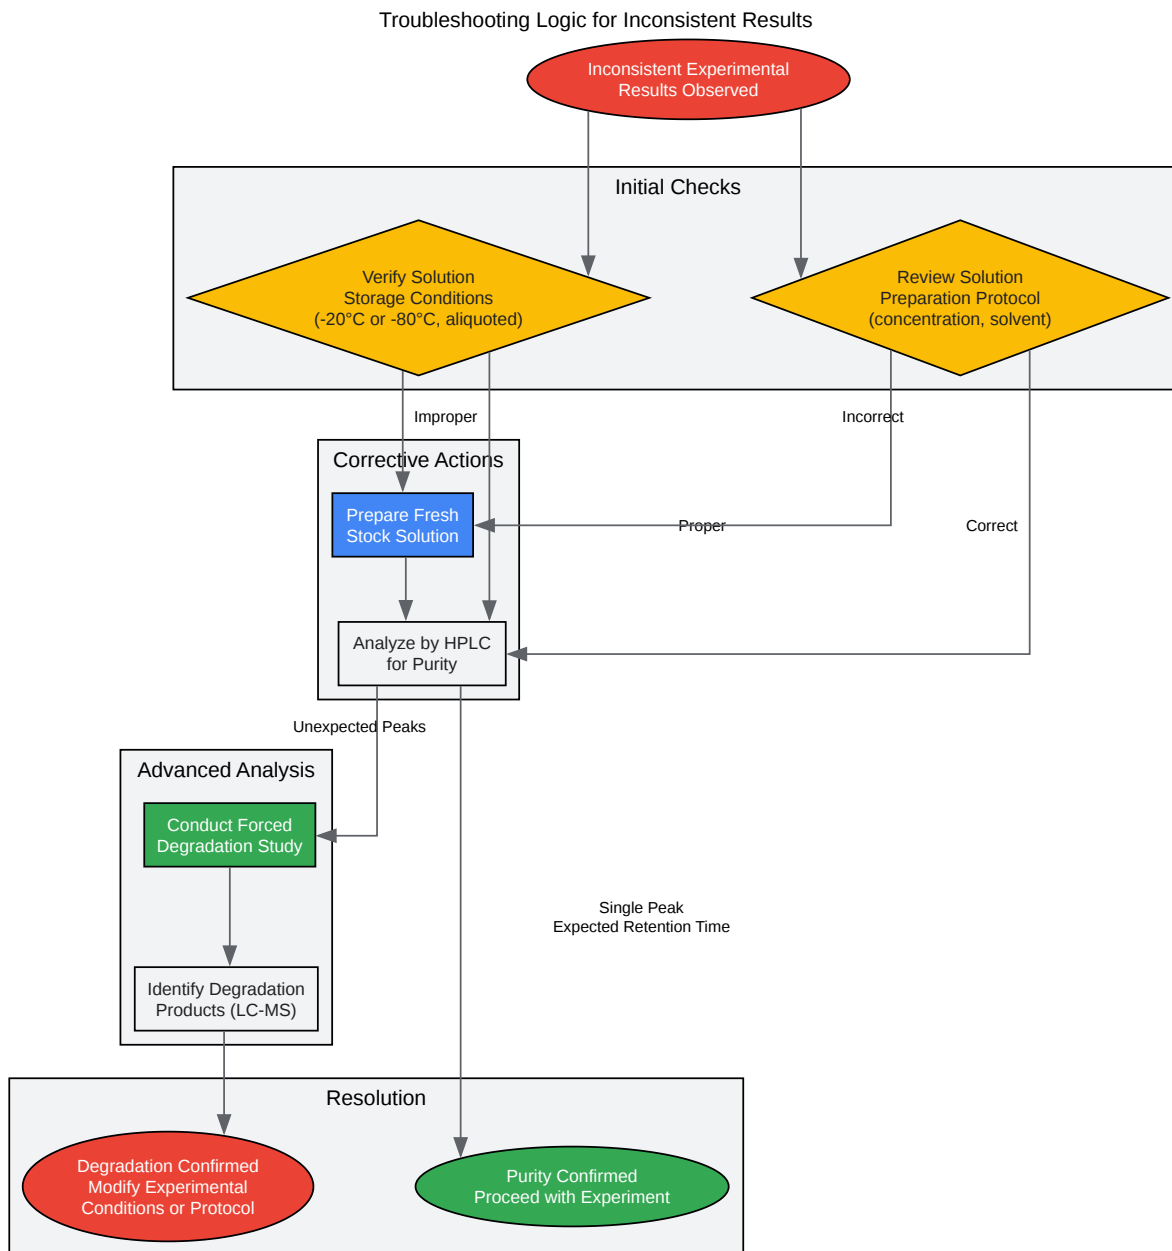 Troubleshooting Logic for Inconsistent Results
Inconsistent Experimental
Results Observed
Initial Checks
Verify Solution
Storage Conditions
(-20°C or -80°C, aliquoted)
Review Solution
Preparation Protocol
(concentration, solvent)
Improper
Incorrect
Corrective Actions
Prepare Fresh
Stock Solution
Proper
Correct
Analyze by HPLC
for Purity
Unexpected Peaks
Advanced Analysis
Conduct Forced
Degradation Study
Single Peak
Expected Retention Time
Identify Degradation
Products (LC-MS)
Resolution
Degradation Confirmed
Modify Experimental
Conditions or Protocol
Purity Confirmed
Proceed with Experiment